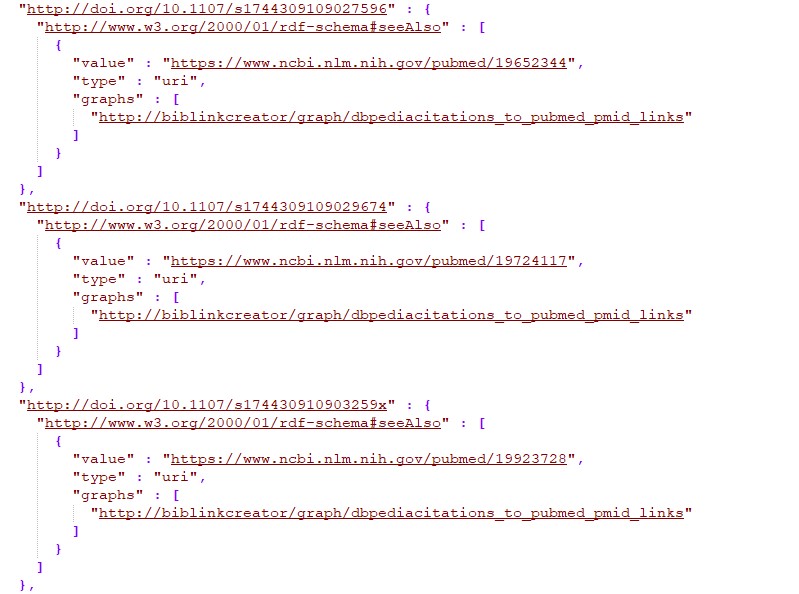 "http://doi.org/10.1107/s1744309109027596" : {
"http://www.w3.org/2000/01/rdf-schema#seeAlso" : [
{
"value" : "https://www.ncbi.nlm.nih.gov/pubmed/19652344",
"type" : "uri",
"graphs" : [
"http://biblinkcreator/graph/dbpediacitations_to_pubmed_pmid_links"
]
}
]
},
"http://doi.org/10.1107/s1744309109029674" : {
"http://www.w3.org/2000/01/rdf-schema#seeAlso" : [
{
"value" : "https://www.ncbi.nlm.nih.gov/pubmed/19724117",
"type" : "uri",
"graphs" : [
"http://biblinkcreator/graph/dbpediacitations_to_pubmed_pmid_links"
]
}
]
},
"http://doi.org/10.1107/s174430910903259x" : {
"http://www.w3.org/2000/01/rdf-schema#seeAlso" : [
{
"value" : "https://www.ncbi.nlm.nih.gov/pubmed/19923728",
"type" : "uri",
"graphs" : [
"http://biblinkcreator/graph/dbpediacitations_to_pubmed_pmid_links"
]
}
]
},